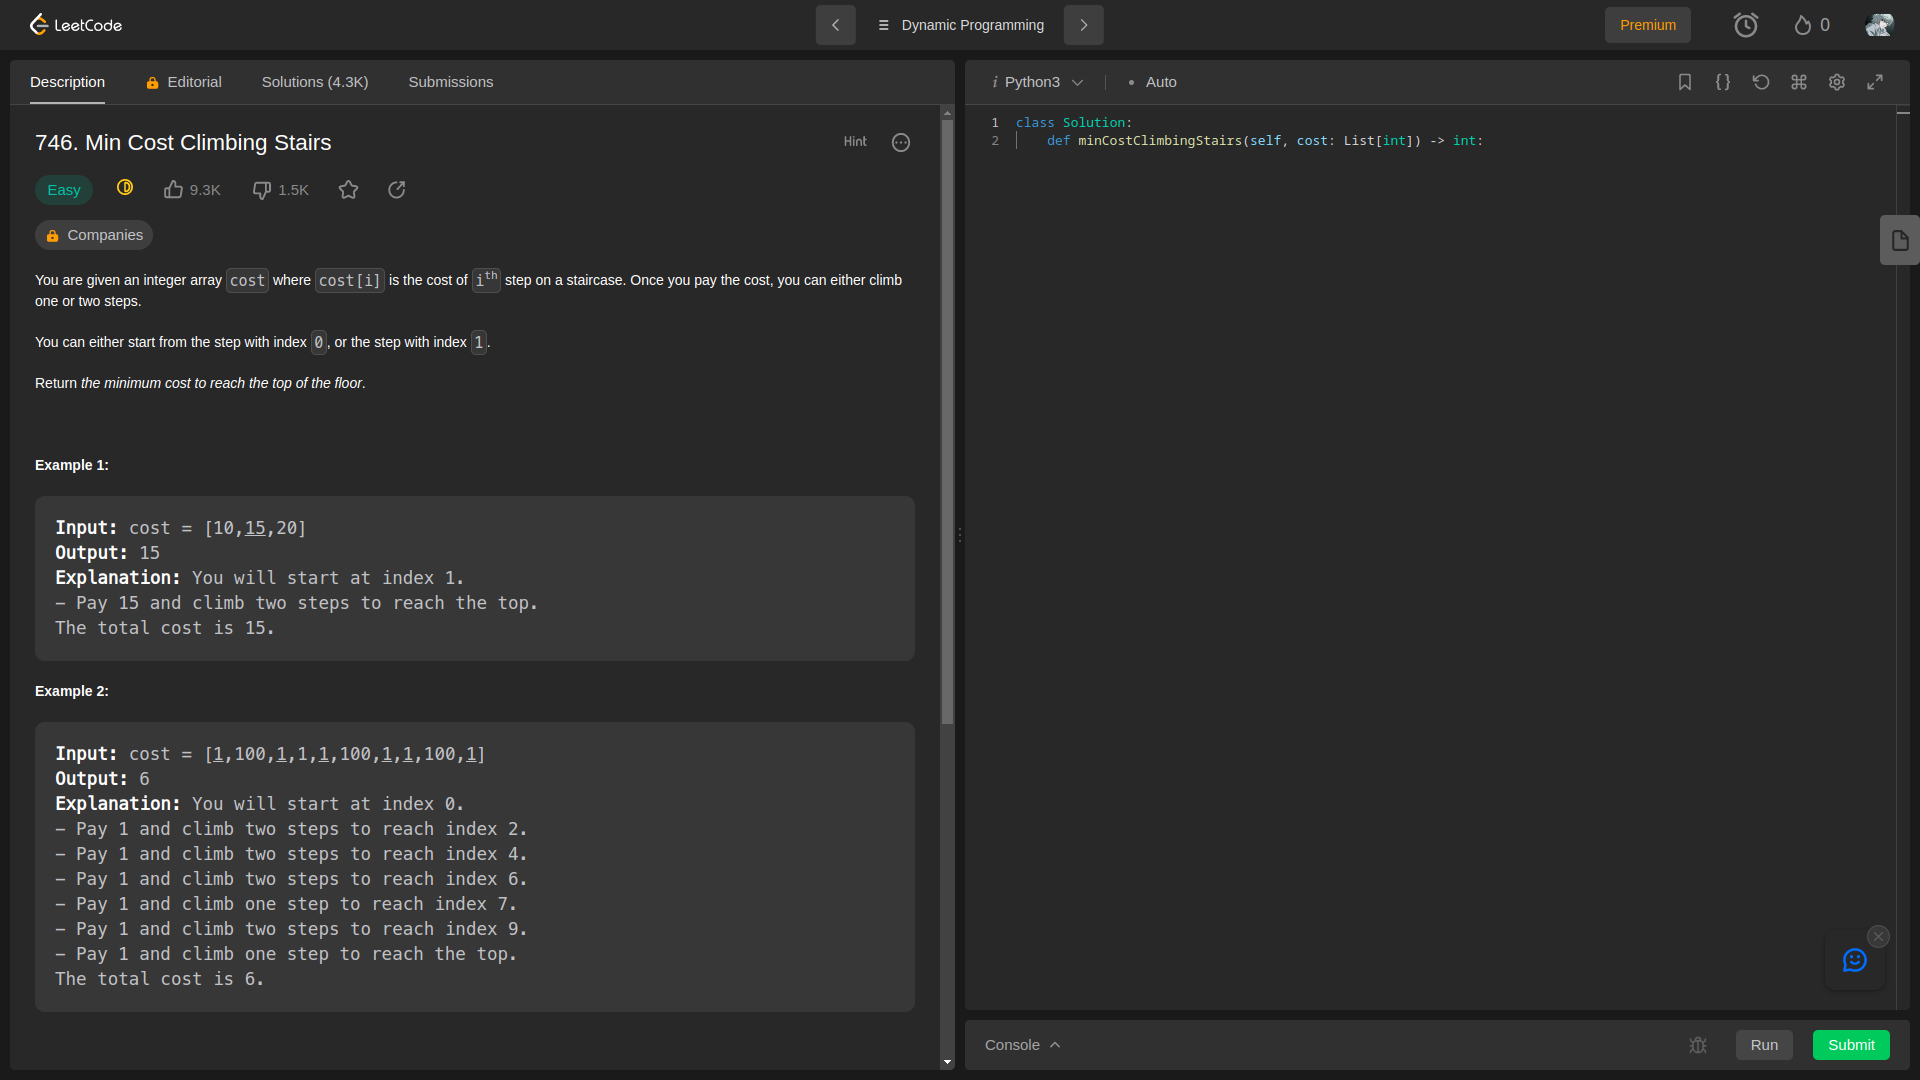 LeetCode
Dynamic Programming
Premium
0
Description
Editorial
Solutions (4.3K)
Submissions
746. Min Cost Climbing Stairs
Hint
Easy
9.3K
1.5K
Companies
You are given an integer array cost where cost[i] is the cost of ith step on a staircase. Once you pay the cost, you can either climb
one or two steps.
You can either start from the step with index 0, or the step with index 1.
Return the minimum cost to reach the top of the floor.
Example 1:
Input: cost = [10,15,20]
Output: 15
Explanation: You will start at index 1.
- Pay 15 and climb two steps to reach the top.
The total cost is 15.
Example 2:
Input: cost = [1,100,1,1,1,100,1,1,100,1]
Output: 6
Explanation: You will start at index 0.
- Pay 1 and climb two steps to reach index 2.
- Pay 1 and climb two steps to reach index 4.
- Pay 1 and climb two steps to reach index 6.
- Pay 1 and climb one step to reach index 7.
- Pay 1 and climb two steps to reach index 9.
- Pay 1 and climb one step to reach the top.
The total cost is 6.
i Python3
• Auto
{}
1 class Solution:
2 def minCostClimbingStairs(self, cost: List[int]) -> int:
Console
Run
Submit